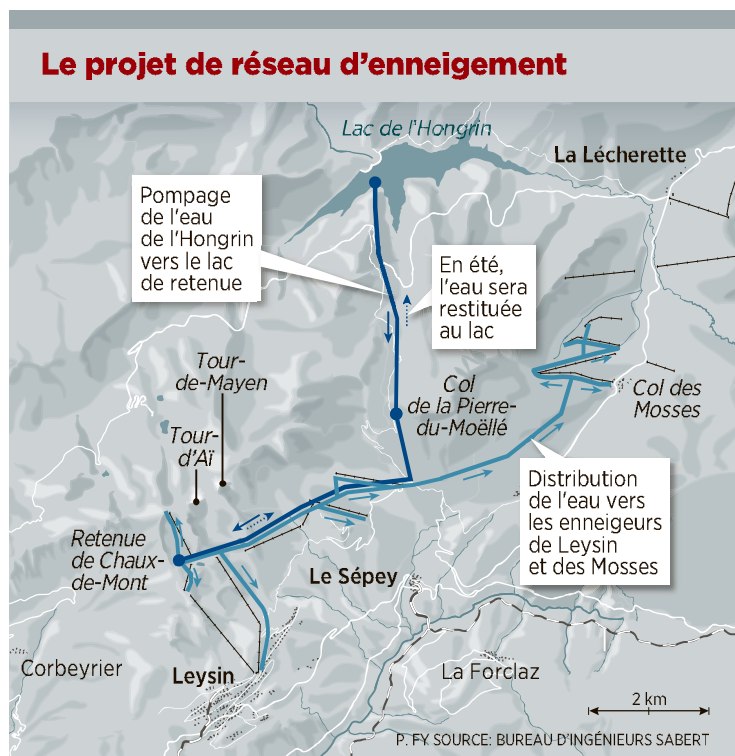 Le projet de réseau d’enneigement
Lac de l'Hongrin
La Lécherette
Pompage
de l'eau
de l'Hongrin
vers le lac
de retenue
En été,
l'eau sera
restituée
au lac
Tour-
de-Mayen
Col
de la Pierre-
du-Moëllé
Col des
Mosses
Tour-
d'Aï
Distribution
de l'eau vers
les enneigeurs
de Leysin
et des Mosses
Retenue
de Chaux-
de-Mont
Le Sépey
Corbeyrier
Leysin
La Forclaz
2 km
P. FY SOURCE: BUREAU D'INGÉNIEURS SABERT